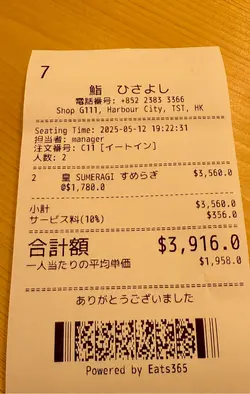 7
鮨 ひさよし
電話番号: +852 2383 3366
Shop G111, Harbour City, TST, HK
Seating Time: 2025-05-12 19:22:31
担当者: manager
注文番号: C11 [イートイン]
人数: 2
2 皇 SUMERAGI すめらぎ $3,560.0
@$1,780.0
小計 $3,560.0
サービス料(10%) $356.0
合計額 $3,916.0
一人当たりの平均単価 $1,958.0
ありがとうございました
Powered by Eats365